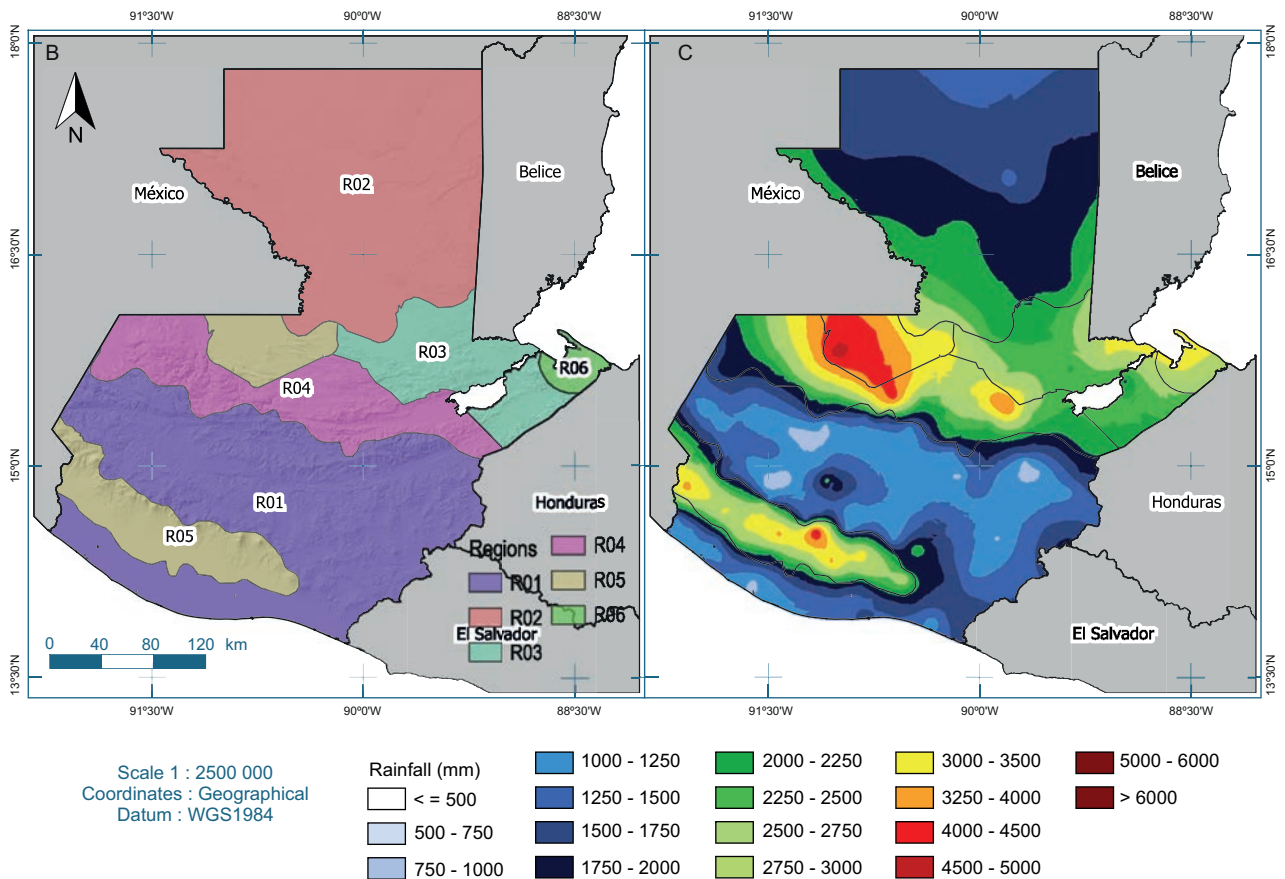 91°30'W 90°00'W 88°30'W 91°30'W 90°00'W 88°30'W
18°0'N
B
C
18°0'N
N
México
R02
Belice
México
Belice
16°30'N
16°30'N
R03
R06
R04
15°0'N
15°0'N
R01
Honduras
Honduras
R05
Regions
R01
R02
R03
R04
R05
R06
El Salvador
El Salvador
0 40 80 120 km
13°30'N
13°30'N
91°30'W 90°00'W 88°30'W 91°30'W 90°00'W 88°30'W
Scale 1 : 2500 000
Coordinates : Geographical
Datum : WGS1984
Rainfall (mm)
< = 500
500 - 750
750 - 1000
1000 - 1250
1250 - 1500
1500 - 1750
1750 - 2000
2000 - 2250
2250 - 2500
2500 - 2750
2750 - 3000
3000 - 3500
3250 - 4000
4000 - 4500
4500 - 5000
5000 - 6000
> 6000